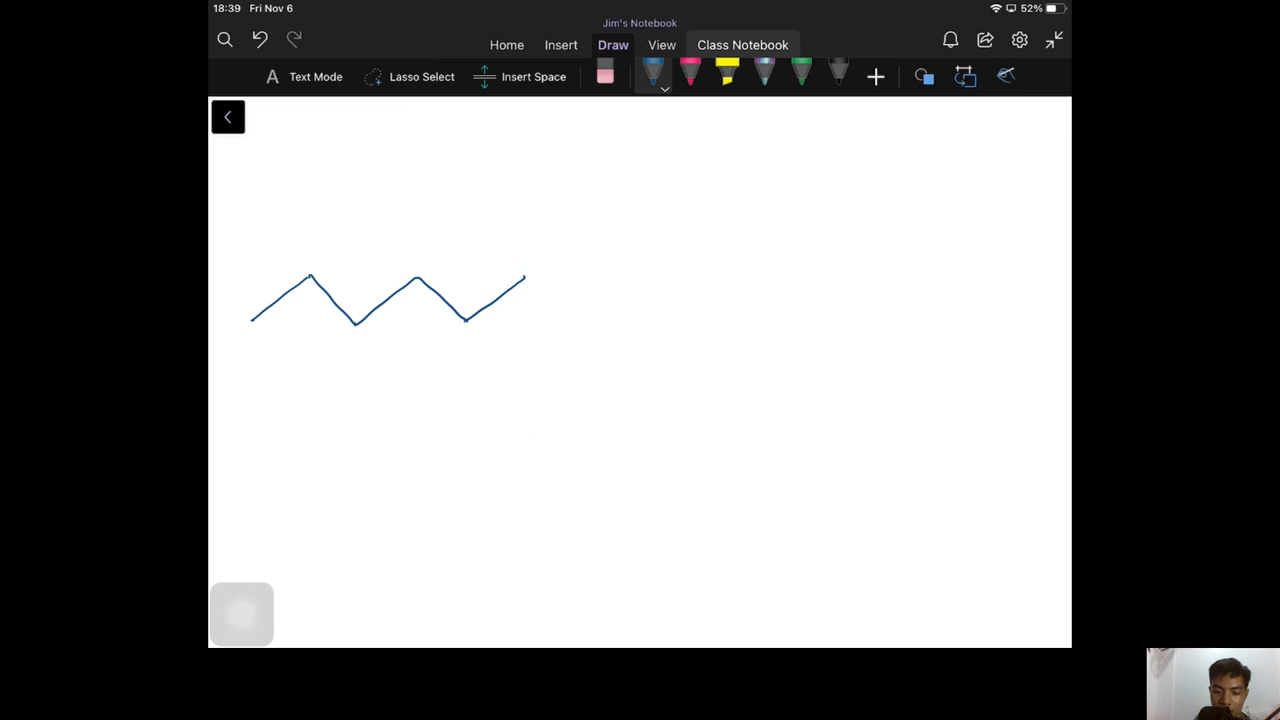 18:39 Fri Nov 6 52%
Jim's Notebook
Home Insert Draw View Class Notebook
A Text Mode Lasso Select Insert Space